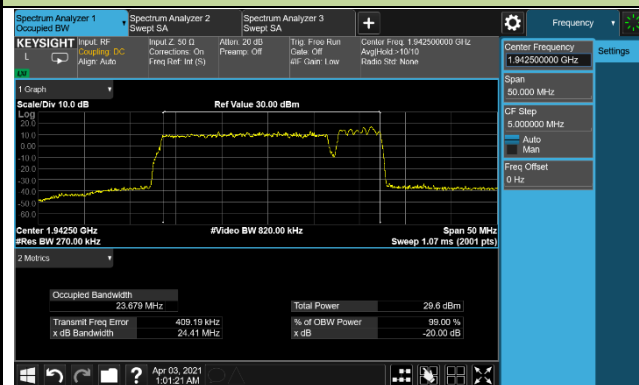 Spectrum Analyzer 1
Occupied BW
Spectrum Analyzer 2
Swept SA
Spectrum Analyzer 3
Swept SA
+
Frequency
KEYSIGHT
L
Input: RF
Coupling: DC
Align: Auto
Input Z: 50 Ω
Corrections: On
Freq Ref: Int (S)
Atten: 20 dB
Preamp: Off
Trig: Free Run
Gate: Off
#IF Gain: Low
Center Freq: 1.942500000 GHz
Avg|Hold:>10/10
Radio Std: None
LXI
Center Frequency
1.942500000 GHz
Settings
Span
50.000 MHz
CF Step
5.000000 MHz
Auto
Man
Freq Offset
0 Hz
1 Graph
Scale/Div 10.0 dB
Ref Value 30.00 dBm
Log
20.0
10.0
0.00
-10.0
-20.0
-30.0
-40.0
-50.0
-60.0
Center 1.94250 GHz
#Video BW 820.00 kHz
Span 50 MHz
#Res BW 270.00 kHz
Sweep 1.07 ms (2001 pts)
2 Metrics
Occupied Bandwidth
23.679 MHz
Total Power
29.6 dBm
Transmit Freq Error
409.19 kHz
% of OBW Power
99.00 %
x dB Bandwidth
24.41 MHz
x dB
-20.00 dB
?
Apr 03, 2021
1:01:21 AM